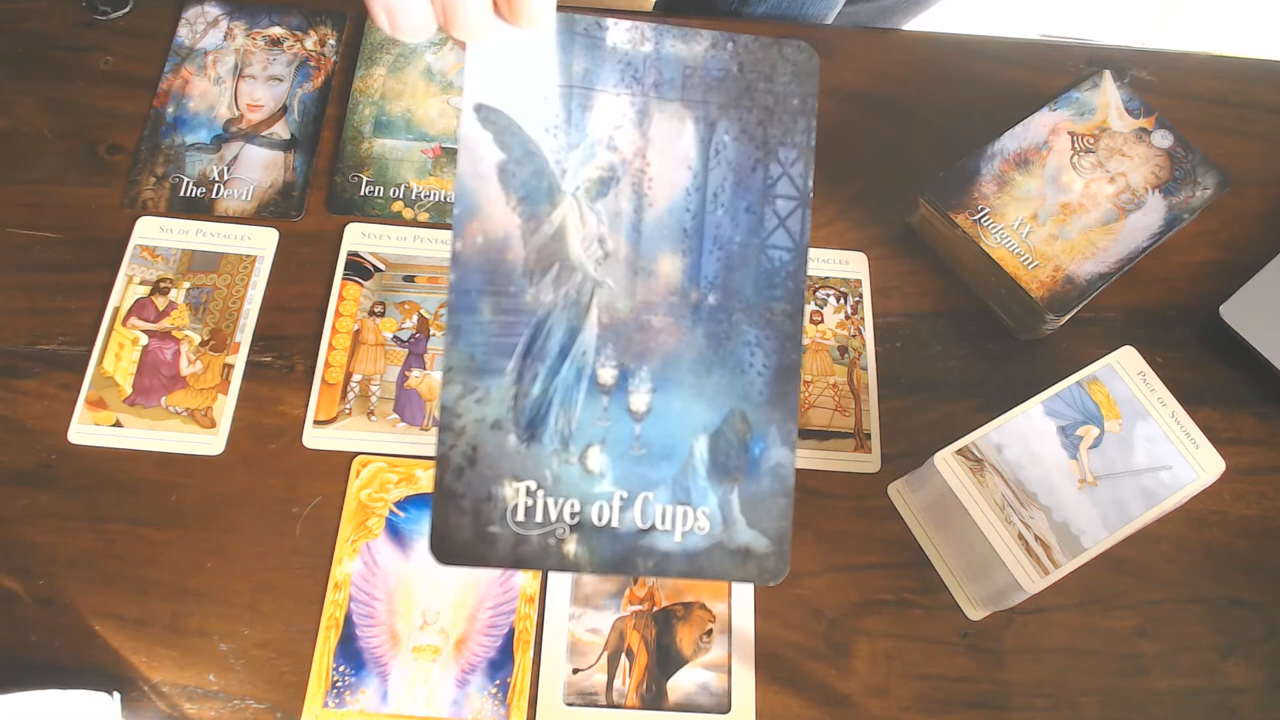 XV
The Devil
Ten of Penta
SIX OF PENTACLES
SEVEN OF PENTAC
NTACLES
Five of Cups
XX
Judgment
PAGE OF SWORDS